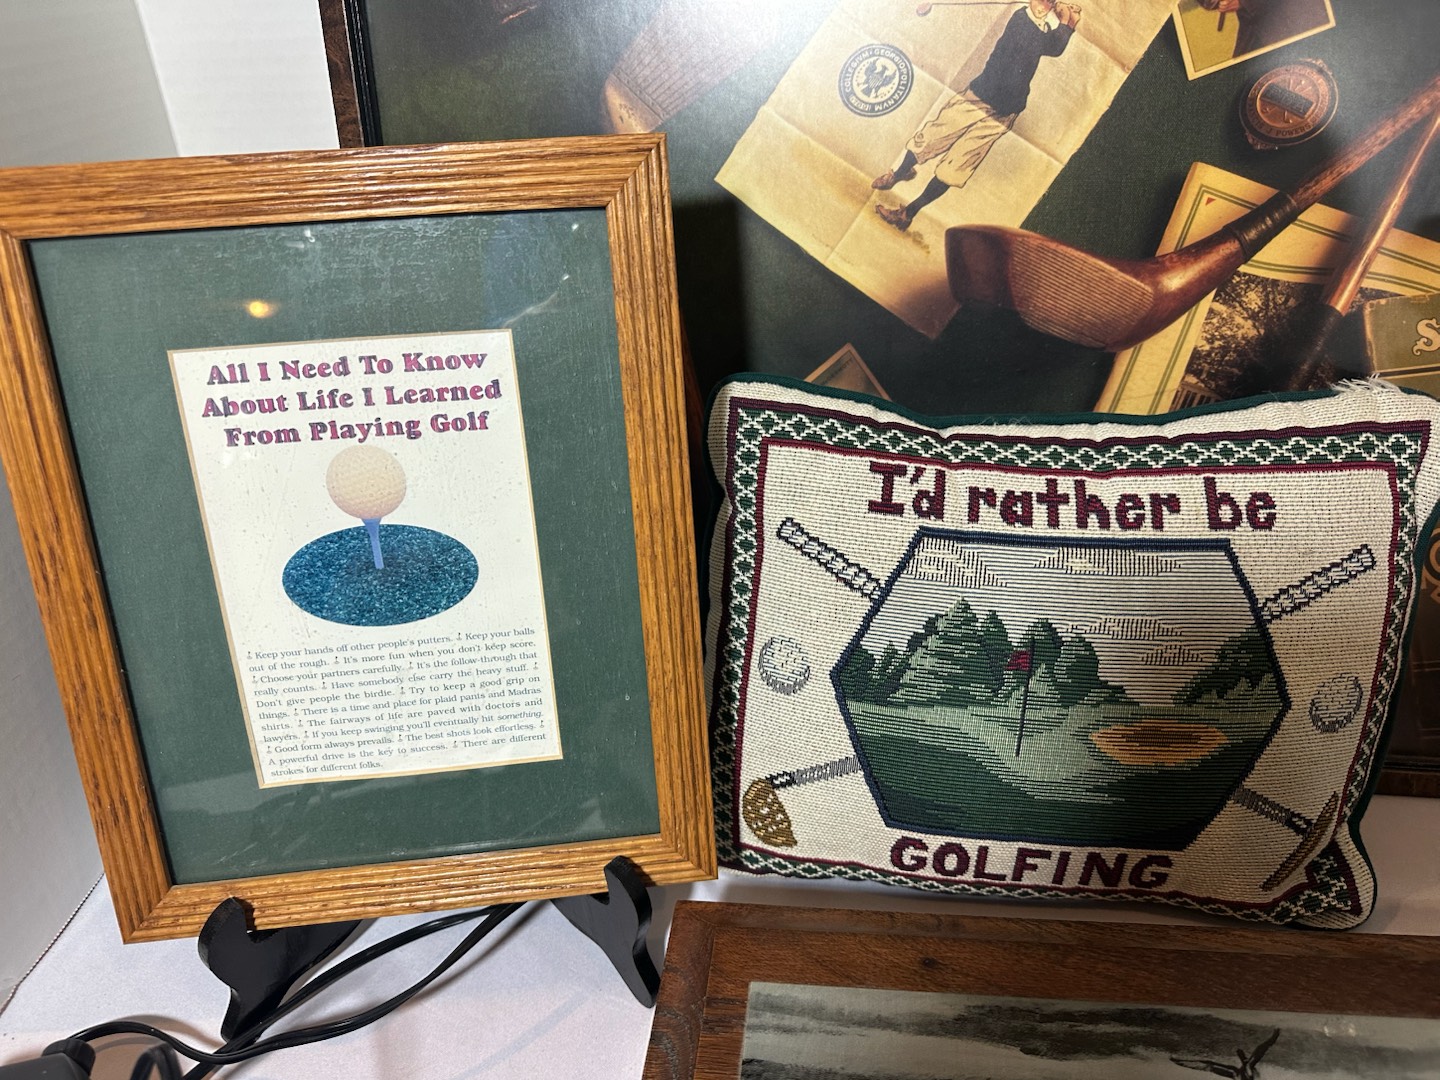 All I Need To Know
About Life I Learned
From Playing Golf
Keep your hands off other people's putters. Keep your balls
out of the rough. It's more fun when you don't keep score.
Choose your partners carefully. It's the follow-through that
really counts. Have somebody else carry the heavy stuff.
Don't give people the birdie. Try to keep a good grip on
things. There is a time and place for plaid pants and Madras
shirts. The fairways of life are paved with doctors and
lawyers. If you keep swinging you'll eventually hit something.
Good form always prevails. The best shots look effortless.
A powerful drive is the key to success. There are different
strokes for different folks.
COLLEGIUM GEORGIOPOLITANUM
I'd rather be
GOLFING